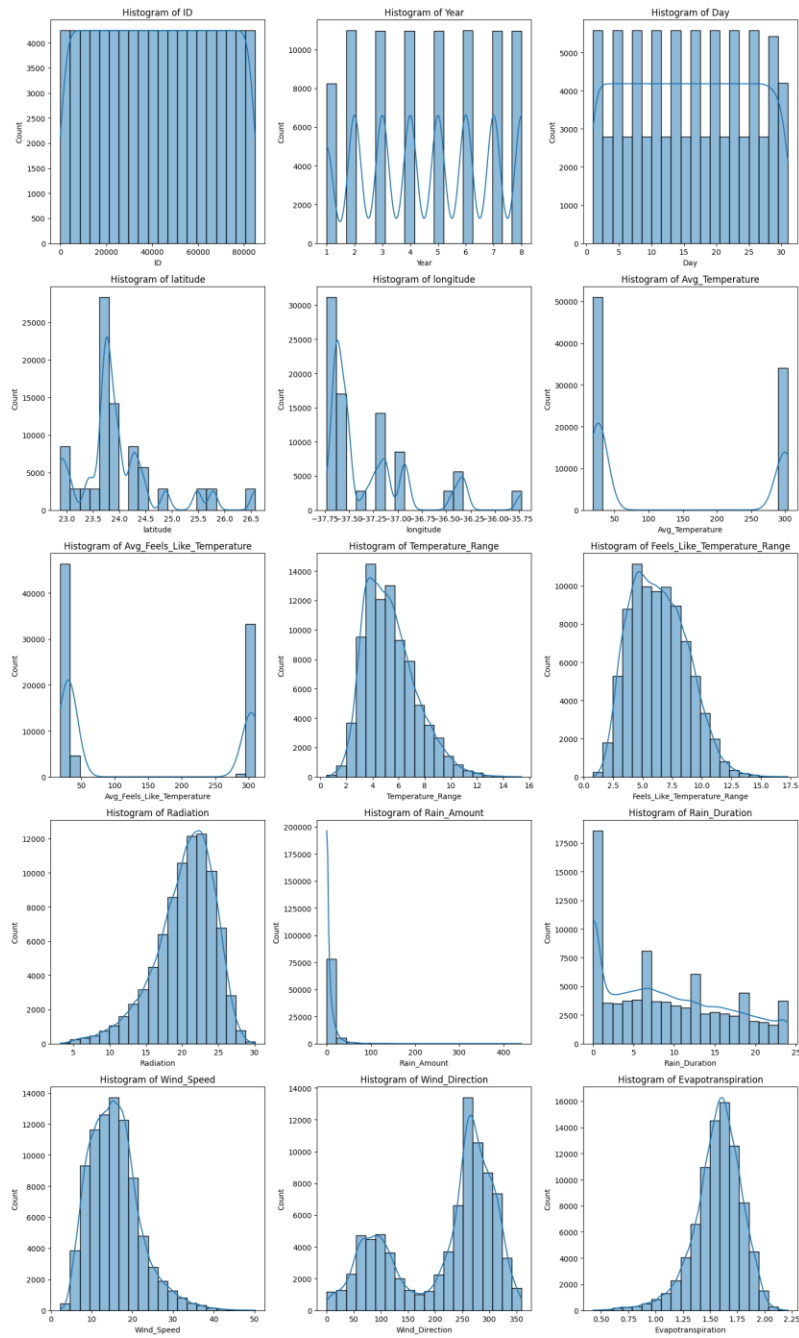 Histogram of ID
Histogram of Year
Histogram of Day
Count
4000
3500
3000
2500
2000
1500
1000
500
0
0 20000 40000 60000 80000
ID
Count
10000
8000
6000
4000
2000
0
1 2 3 4 5 6 7 8
Year
Count
5000
4000
3000
2000
1000
0
0 5 10 15 20 25 30
Day
Histogram of latitude
Histogram of longitude
Histogram of Avg_Temperature
Count
25000
20000
15000
10000
5000
0
23.0 23.5 24.0 24.5 25.0 25.5 26.0 26.5
latitude
Count
30000
25000
20000
15000
10000
5000
0
−37.75−37.50−37.25−37.00−36.75−36.50−36.25−36.00−35.75
longitude
Count
50000
40000
30000
20000
10000
0
50 100 150 200 250 300
Avg_Temperature
Histogram of Avg_Feels_Like_Temperature
Histogram of Temperature_Range
Histogram of Feels_Like_Temperature_Range
Count
40000
30000
20000
10000
0
50 100 150 200 250 300
Avg_Feels_Like_Temperature
Count
14000
12000
10000
8000
6000
4000
2000
0
0 2 4 6 8 10 12 14 16
Temperature_Range
Count
10000
8000
6000
4000
2000
0
0.0 2.5 5.0 7.5 10.0 12.5 15.0 17.5
Feels_Like_Temperature_Range
Histogram of Radiation
Histogram of Rain_Amount
Histogram of Rain_Duration
Count
12000
10000
8000
6000
4000
2000
0
5 10 15 20 25 30
Radiation
Count
200000
175000
150000
125000
100000
75000
50000
25000
0
0 100 200 300 400
Rain_Amount
Count
17500
15000
12500
10000
7500
5000
2500
0
0 5 10 15 20
Rain_Duration
Histogram of Wind_Speed
Histogram of Wind_Direction
Histogram of Evapotranspiration
Count
14000
12000
10000
8000
6000
4000
2000
0
0 10 20 30 40 50
Wind_Speed
Count
14000
12000
10000
8000
6000
4000
2000
0
0 50 100 150 200 250 300 350
Wind_Direction
Count
16000
14000
12000
10000
8000
6000
4000
2000
0
0.50 0.75 1.00 1.25 1.50 1.75 2.00 2.25
Evapotranspiration